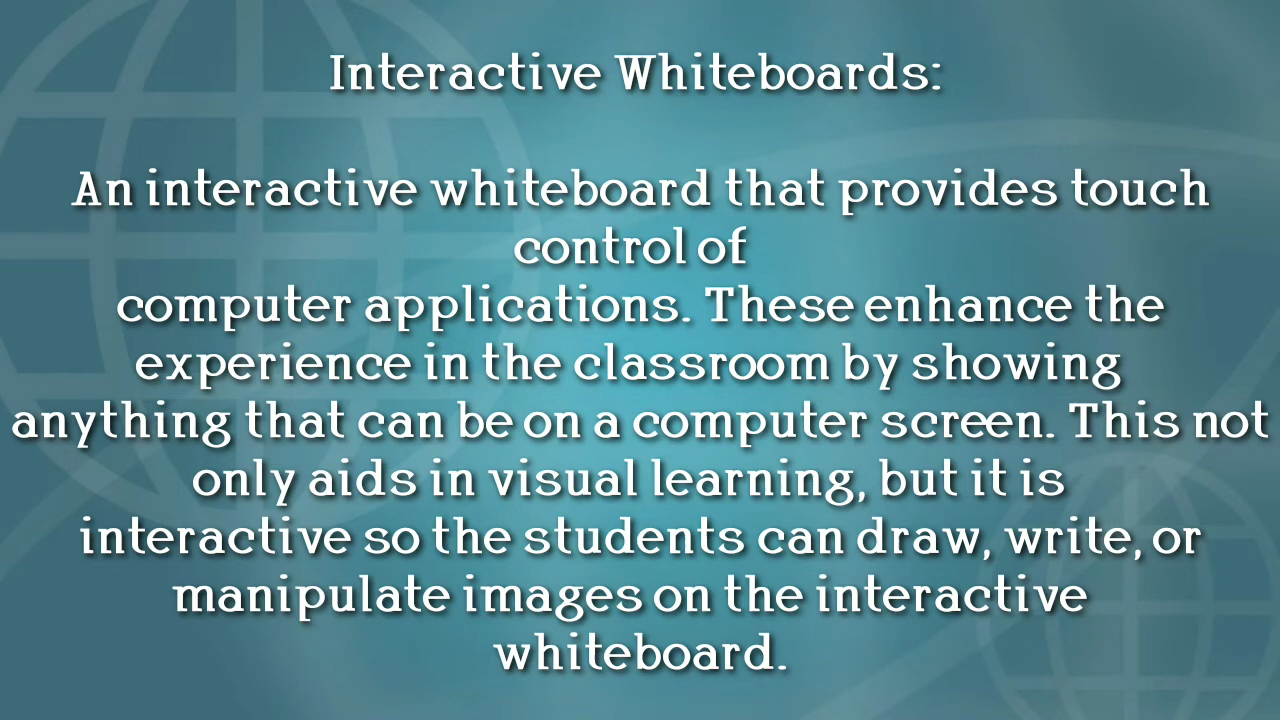 Interactive Whiteboards:
An interactive whiteboard that provides touch
control of
computer applications. These enhance the
experience in the classroom by showing
anything that can be on a computer screen. This not
only aids in visual learning, but it is
interactive so the students can draw, write, or
manipulate images on the interactive
whiteboard.